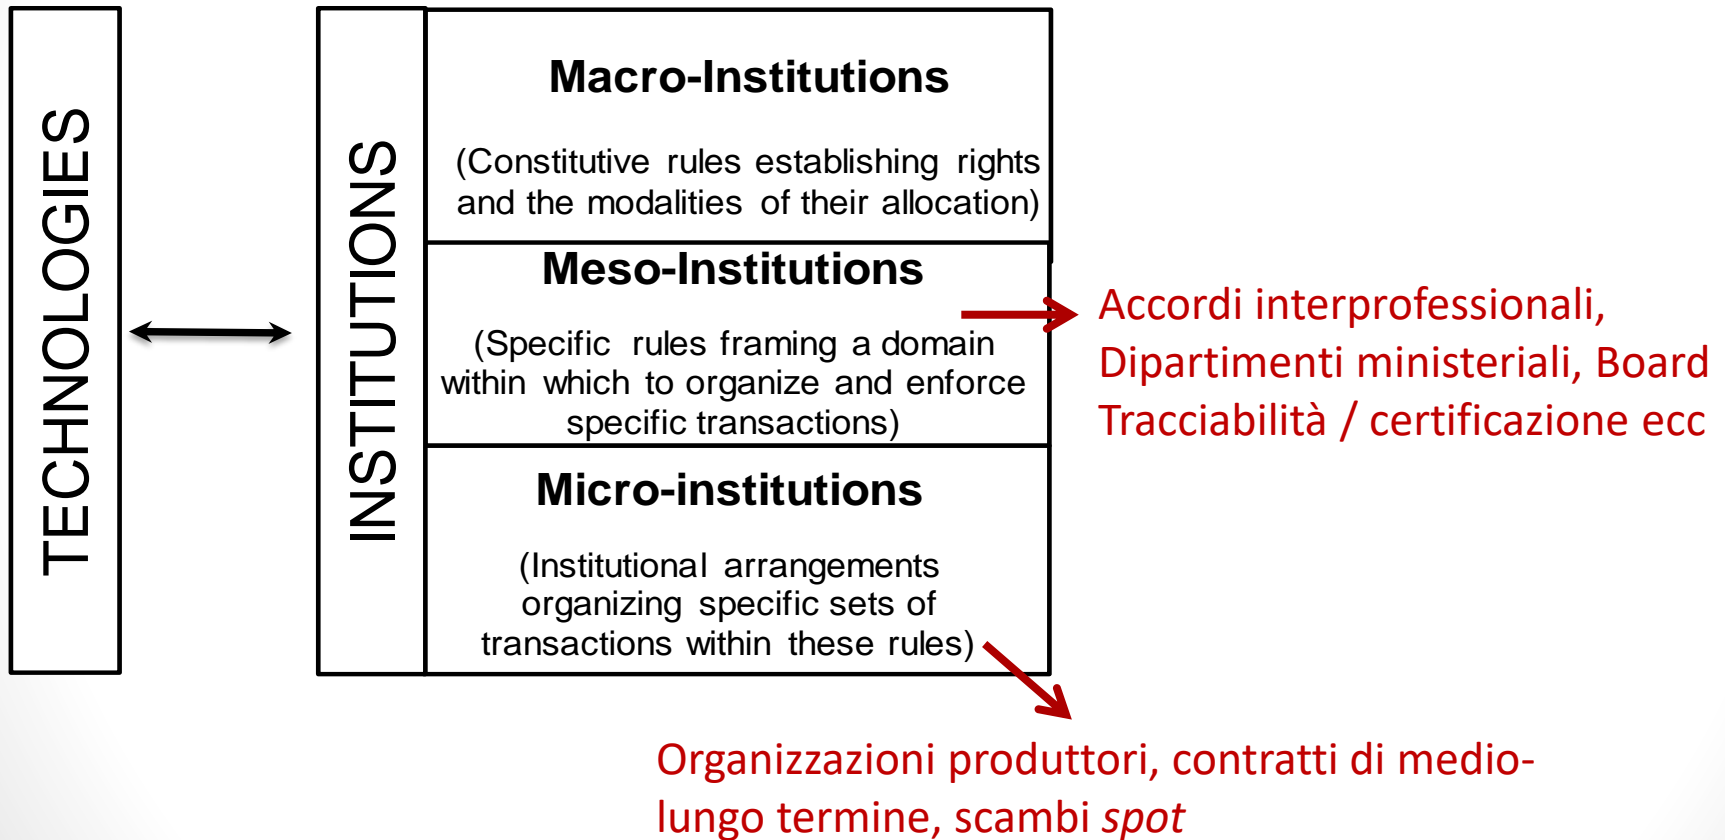 TECHNOLOGIES
INSTITUTIONS
Macro-Institutions
(Constitutive rules establishing rights
and the modalities of their allocation)
Meso-Institutions
(Specific rules framing a domain
within which to organize and enforce
specific transactions)
Micro-institutions
(Institutional arrangements
organizing specific sets of
transactions within these rules)
Accordi interprofessionali,
Dipartimenti ministeriali, Board
Tracciabilità / certificazione ecc
Organizzazioni produttori, contratti di medio-
lungo termine, scambi spot